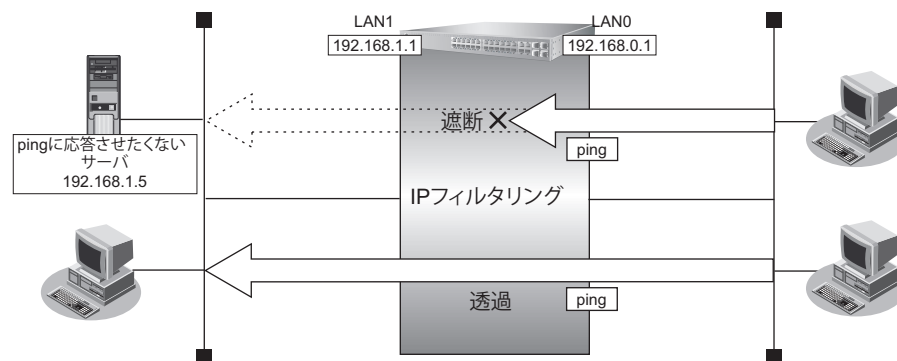 LAN1
LAN0
192.168.1.1
192.168.0.1
遮断
ping
pingに応答させたくない
サーバ
192.168.1.5
IPフィルタリング
透過
ping